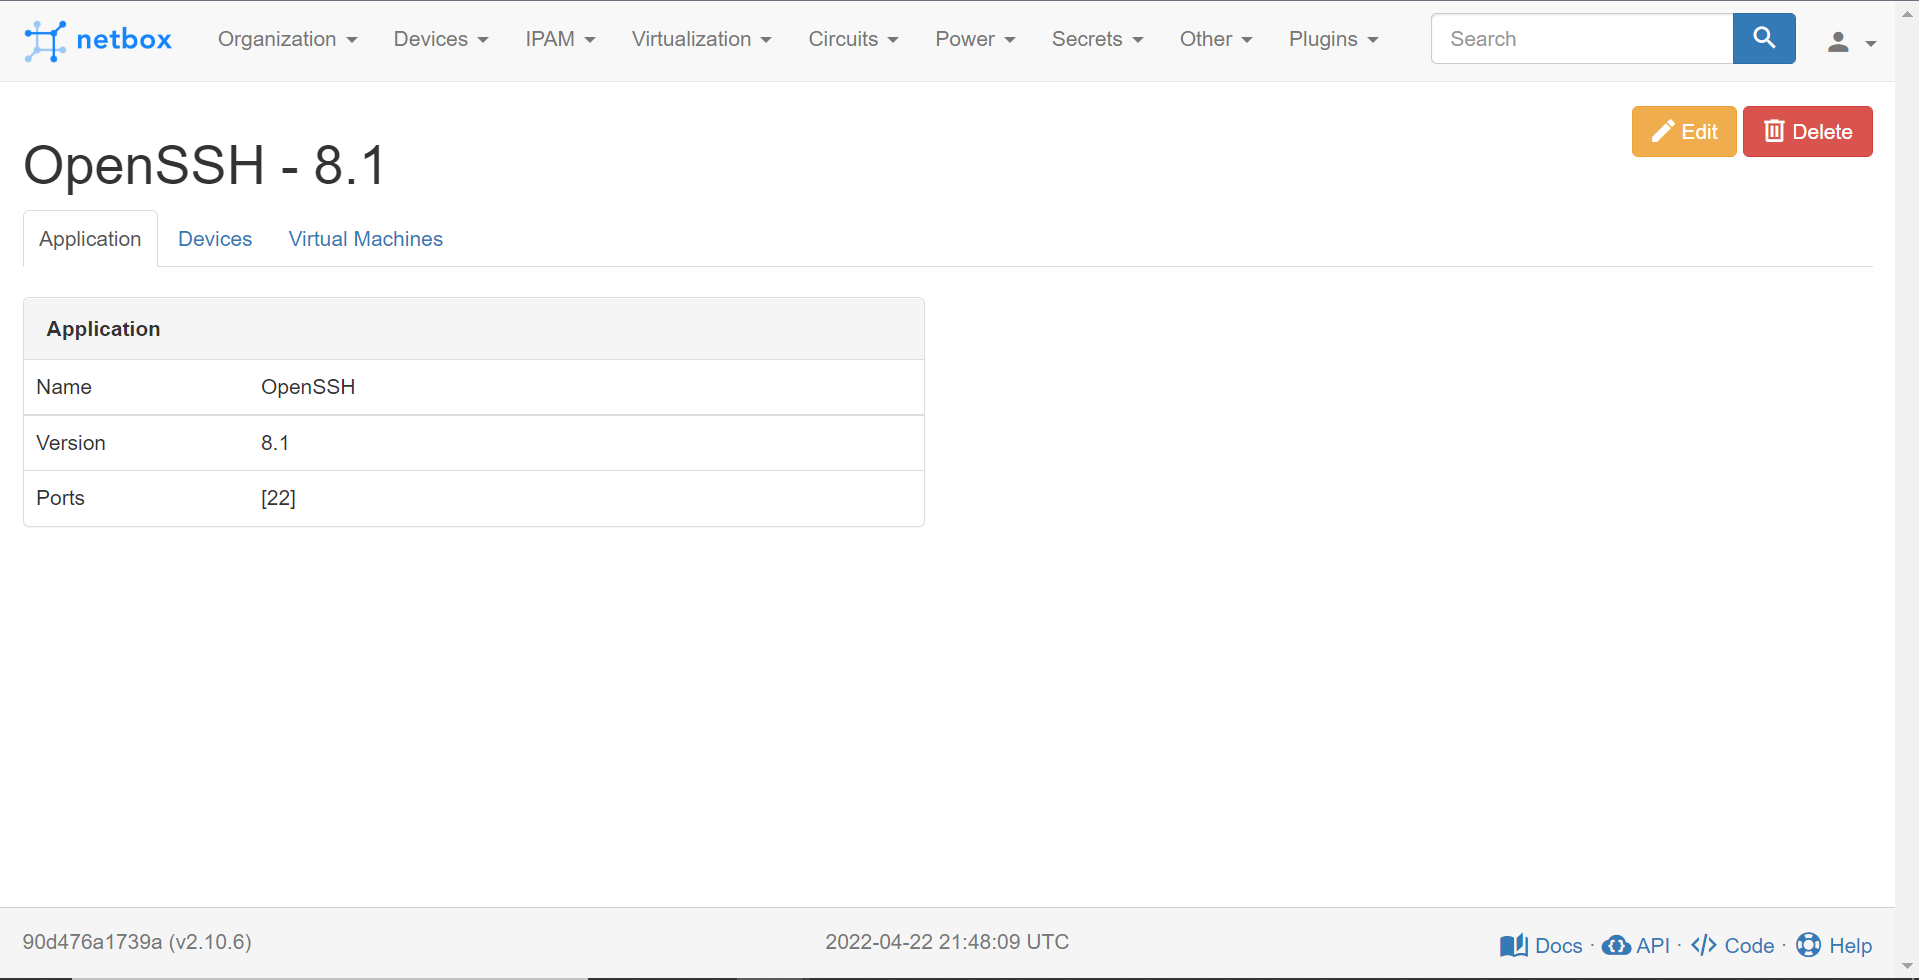 netbox Organization Devices IPAM Virtualization Circuits Power Secrets Other Plugins Search
Edit Delete
OpenSSH - 8.1
Application Devices Virtual Machines
Application
Name OpenSSH
Version 8.1
Ports [22]
90d476a1739a (v2.10.6) 2022-04-22 21:48:09 UTC Docs · API · Code · Help